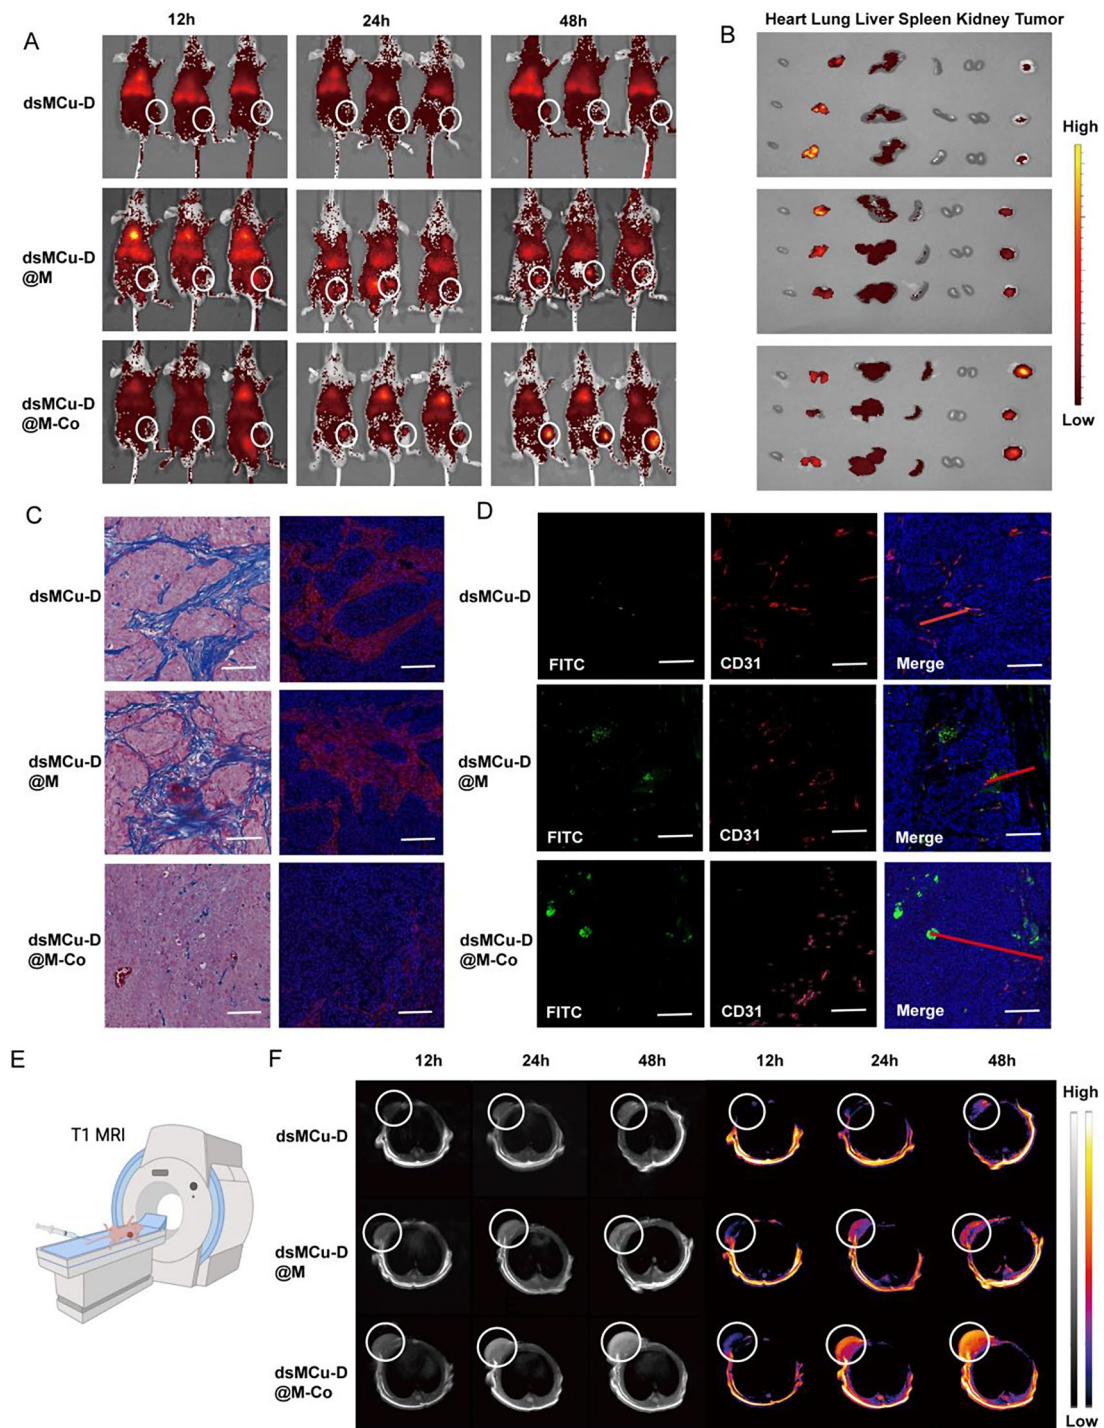 12h 24h 48h
A
dsMCu-D
dsMCu-D
@M
dsMCu-D
@M-Co
B
Heart Lung Liver Spleen Kidney Tumor
High
Low
C
dsMCu-D
dsMCu-D
@M
dsMCu-D
@M-Co
D
dsMCu-D
FITC CD31 Merge
dsMCu-D
@M
FITC CD31 Merge
dsMCu-D
@M-Co
FITC CD31 Merge
E
T1 MRI
F
12h 24h 48h 12h 24h 48h
dsMCu-D
dsMCu-D
@M
dsMCu-D
@M-Co
High
Low